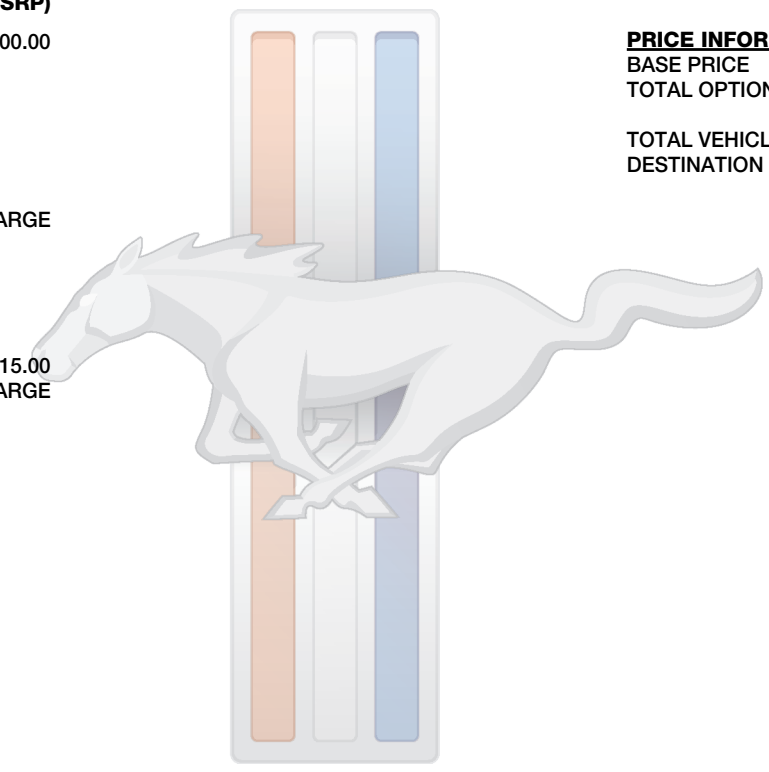 SRP)
00.00
ARGE
15.00
ARGE
PRICE INFOR
BASE PRICE
TOTAL OPTION
TOTAL VEHICL
DESTINATION